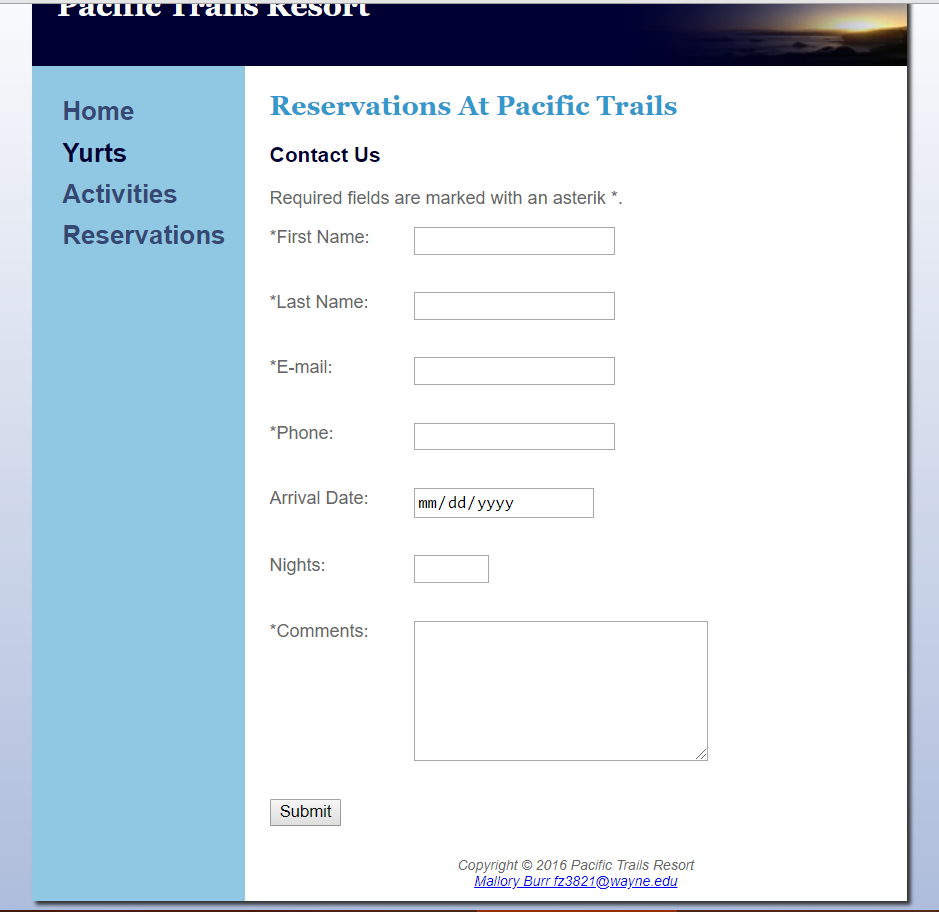 Pacific Trails Resort
Home
Yurts
Activities
Reservations
Reservations At Pacific Trails
Contact Us
Required fields are marked with an asterik *.
*First Name:
*Last Name:
*E-mail:
*Phone:
Arrival Date: mm/dd/yyyy
Nights:
*Comments:
Submit
Copyright © 2016 Pacific Trails Resort
Mallory Burr fz3821@wayne.edu